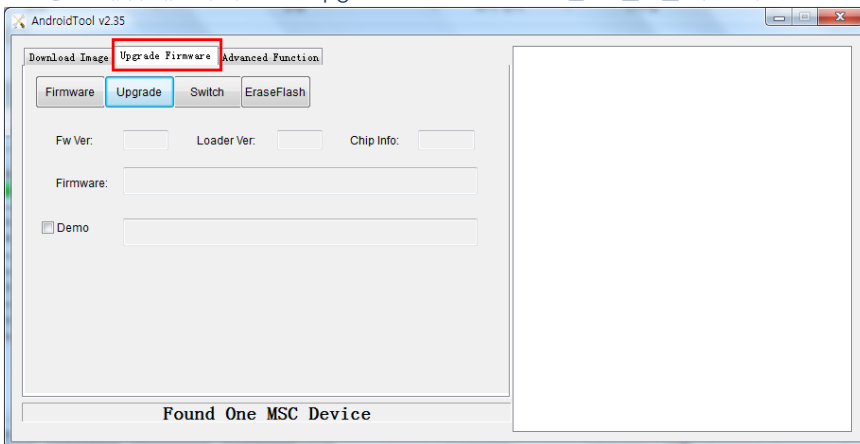 AndroidTool v2.35
Download Image Upgrade Firmware Advanced Function
Firmware Upgrade Switch EraseFlash
Fw Ver: Loader Ver: Chip Info:
Firmware:
Demo
Found One MSC Device